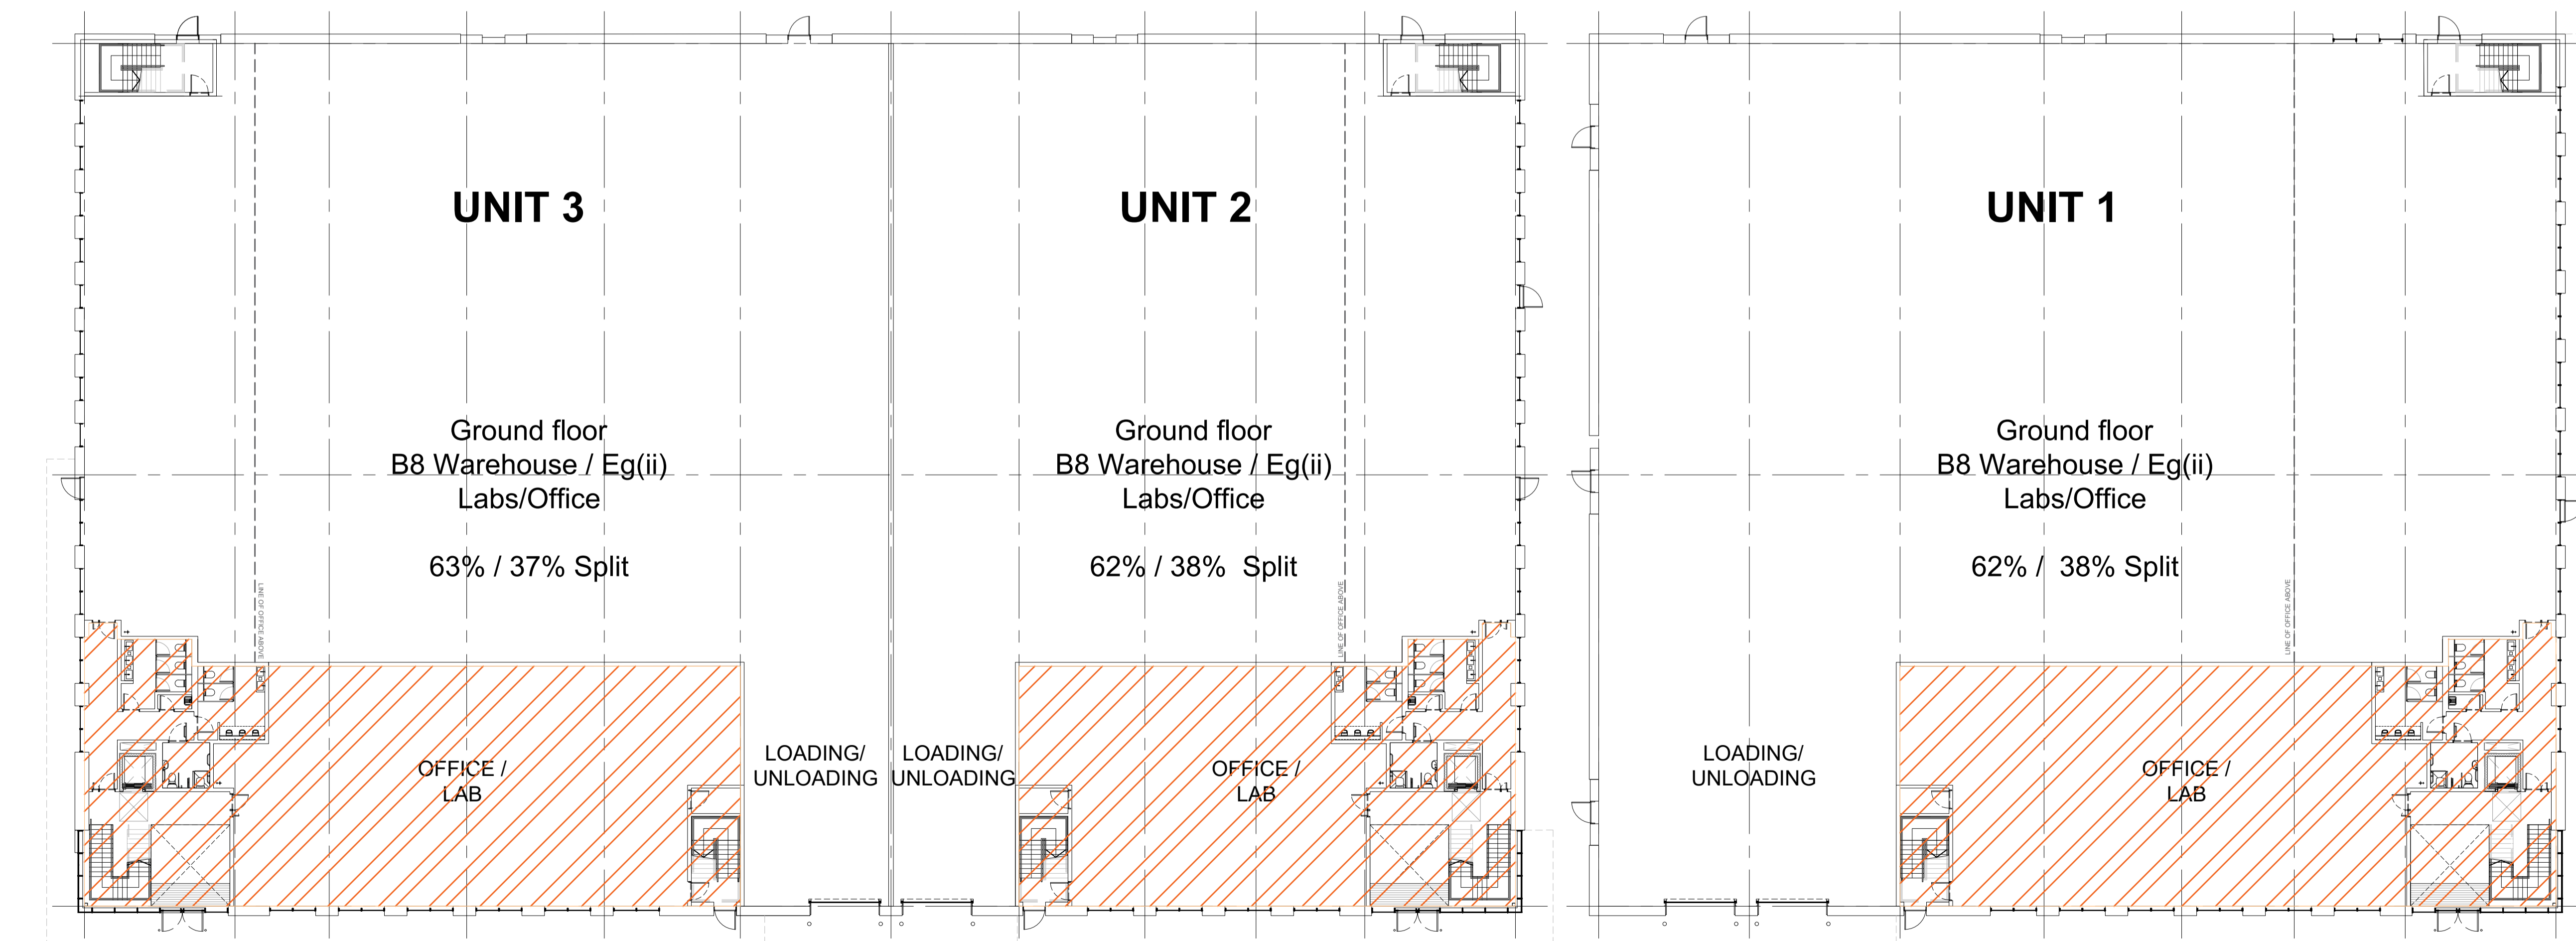 UNIT 3
UNIT 2
UNIT 1
Ground floor
B8 Warehouse / Eg(ii)
Labs/Office
63% / 37% Split
Ground floor
B8 Warehouse / Eg(ii)
Labs/Office
62% / 38% Split
Ground floor
B8 Warehouse / Eg(ii)
Labs/Office
62% / 38% Split
LINE OF OFFICE ABOVE
LINE OF OFFICE ABOVE
LINE OF OFFICE ABOVE
OFFICE /
LAB
LOADING/
UNLOADING
LOADING/
UNLOADING
OFFICE /
LAB
LOADING/
UNLOADING
OFFICE /
LAB